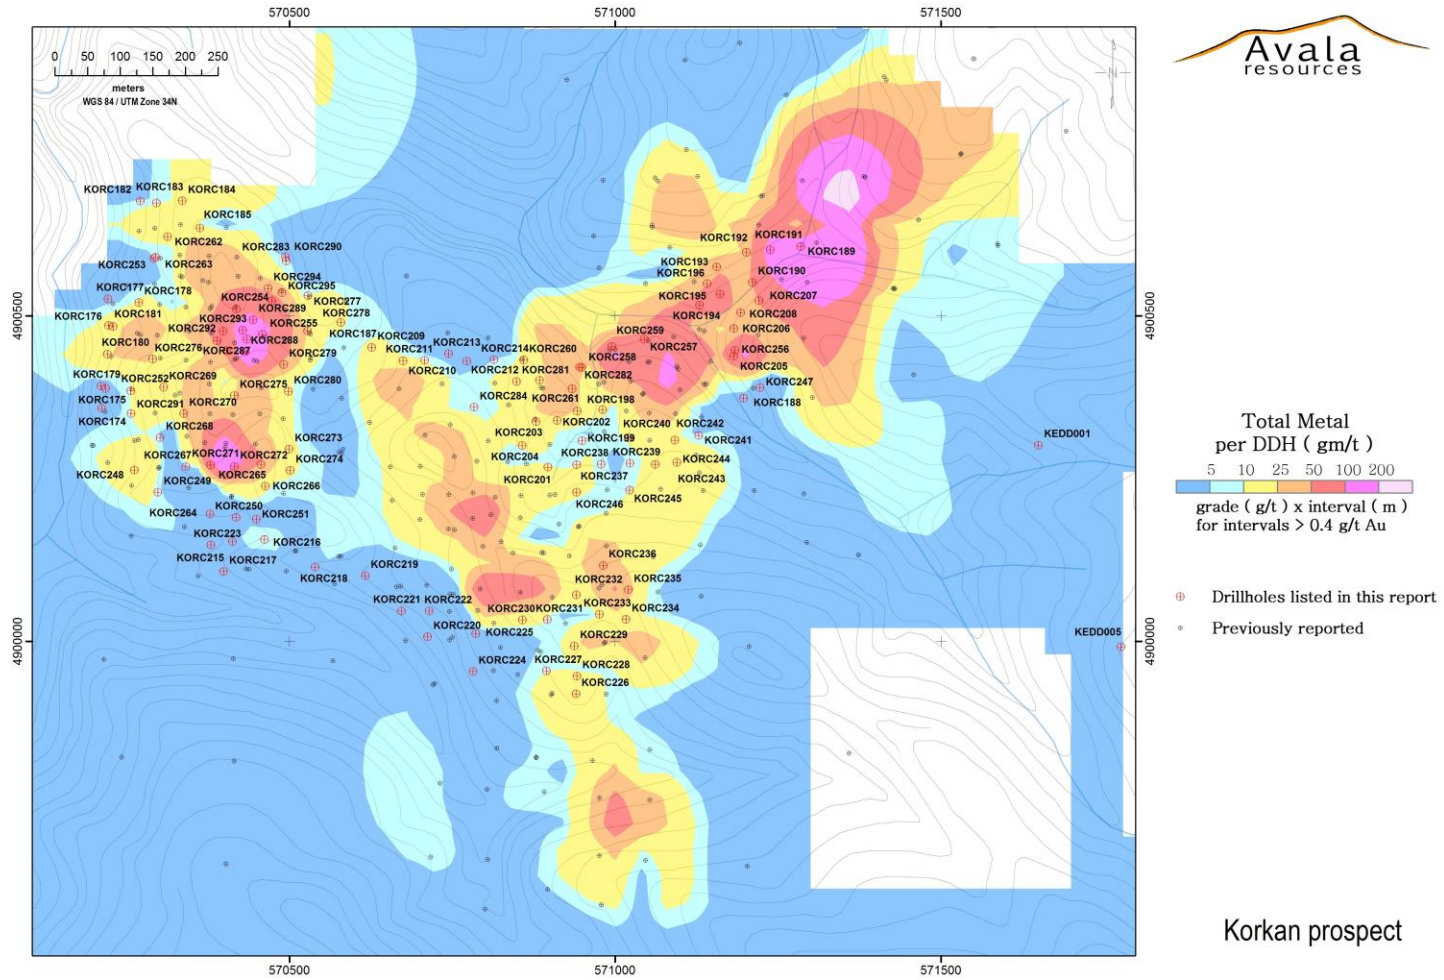 570500
571000
571500
0 50 100 150 200 250
meters
WGS 84 / UTM Zone 34N
Avala
resources
KORC182
KORC183
KORC184
KORC185
KORC262
KORC283
KORC290
KORC253
KORC263
KORC294
KORC295
KORC177
KORC178
KORC254
KORC277
KORC289
KORC278
KORC176
KORC181
KORC293
KORC255
KORC292
KORC187
KORC209
KORC180
KORC276
KORC287
KORC288
KORC279
KORC211
KORC213
KORC210
KORC214
KORC260
KORC212
KORC281
KORC179
KORC252
KORC269
KORC275
KORC280
KORC175
KORC291
KORC270
KORC284
KORC261
KORC174
KORC268
KORC273
KORC267
KORC271
KORC272
KORC274
KORC248
KORC249
KORC265
KORC266
KORC264
KORC250
KORC251
KORC223
KORC216
KORC215
KORC217
KORC218
KORC219
KORC221
KORC222
KORC220
KORC224
KORC225
KORC192
KORC191
KORC189
KORC193
KORC196
KORC190
KORC195
KORC207
KORC194
KORC208
KORC259
KORC206
KORC257
KORC258
KORC256
KORC205
KORC282
KORC247
KORC188
KORC198
KORC202
KORC240
KORC242
KORC203
KORC199
KORC241
KORC204
KORC238
KORC239
KORC244
KORC201
KORC237
KORC243
KORC246
KORC245
KORC236
KORC232
KORC235
KORC230
KORC231
KORC233
KORC234
KORC229
KORC227
KORC228
KORC226
KEDD001
KEDD005
4900500
4900000
4900500
4900000
570500
571000
571500
Total Metal
per DDH ( gm/t )
5 10 25 50 100 200
grade ( g/t ) x interval ( m )
for intervals > 0.4 g/t Au
Drillholes listed in this report
Previously reported
Korkan prospect